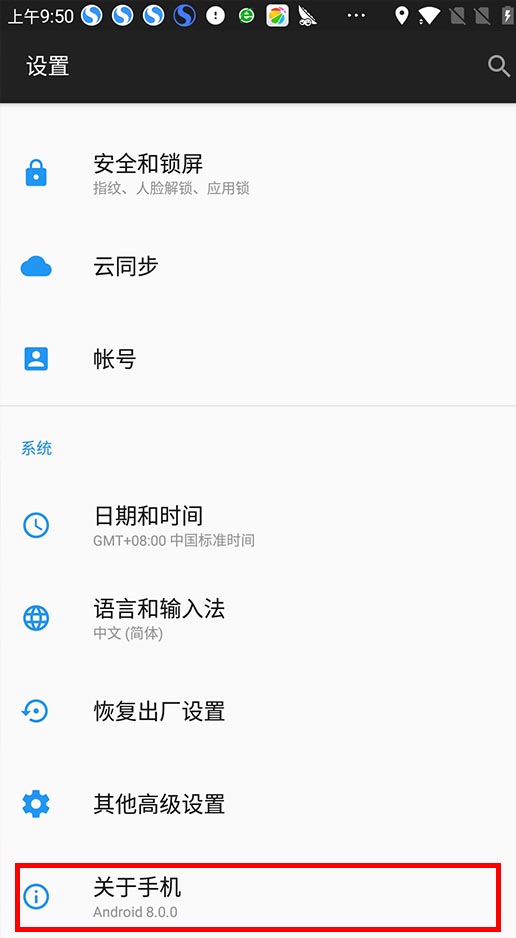 上午9:50
设置
安全和锁屏
指纹、人脸解锁、应用锁
云同步
帐号
系统
日期和时间
GMT+08:00 中国标准时间
语言和输入法
中文 (简体)
恢复出厂设置
其他高级设置
关于手机
Android 8.0.0